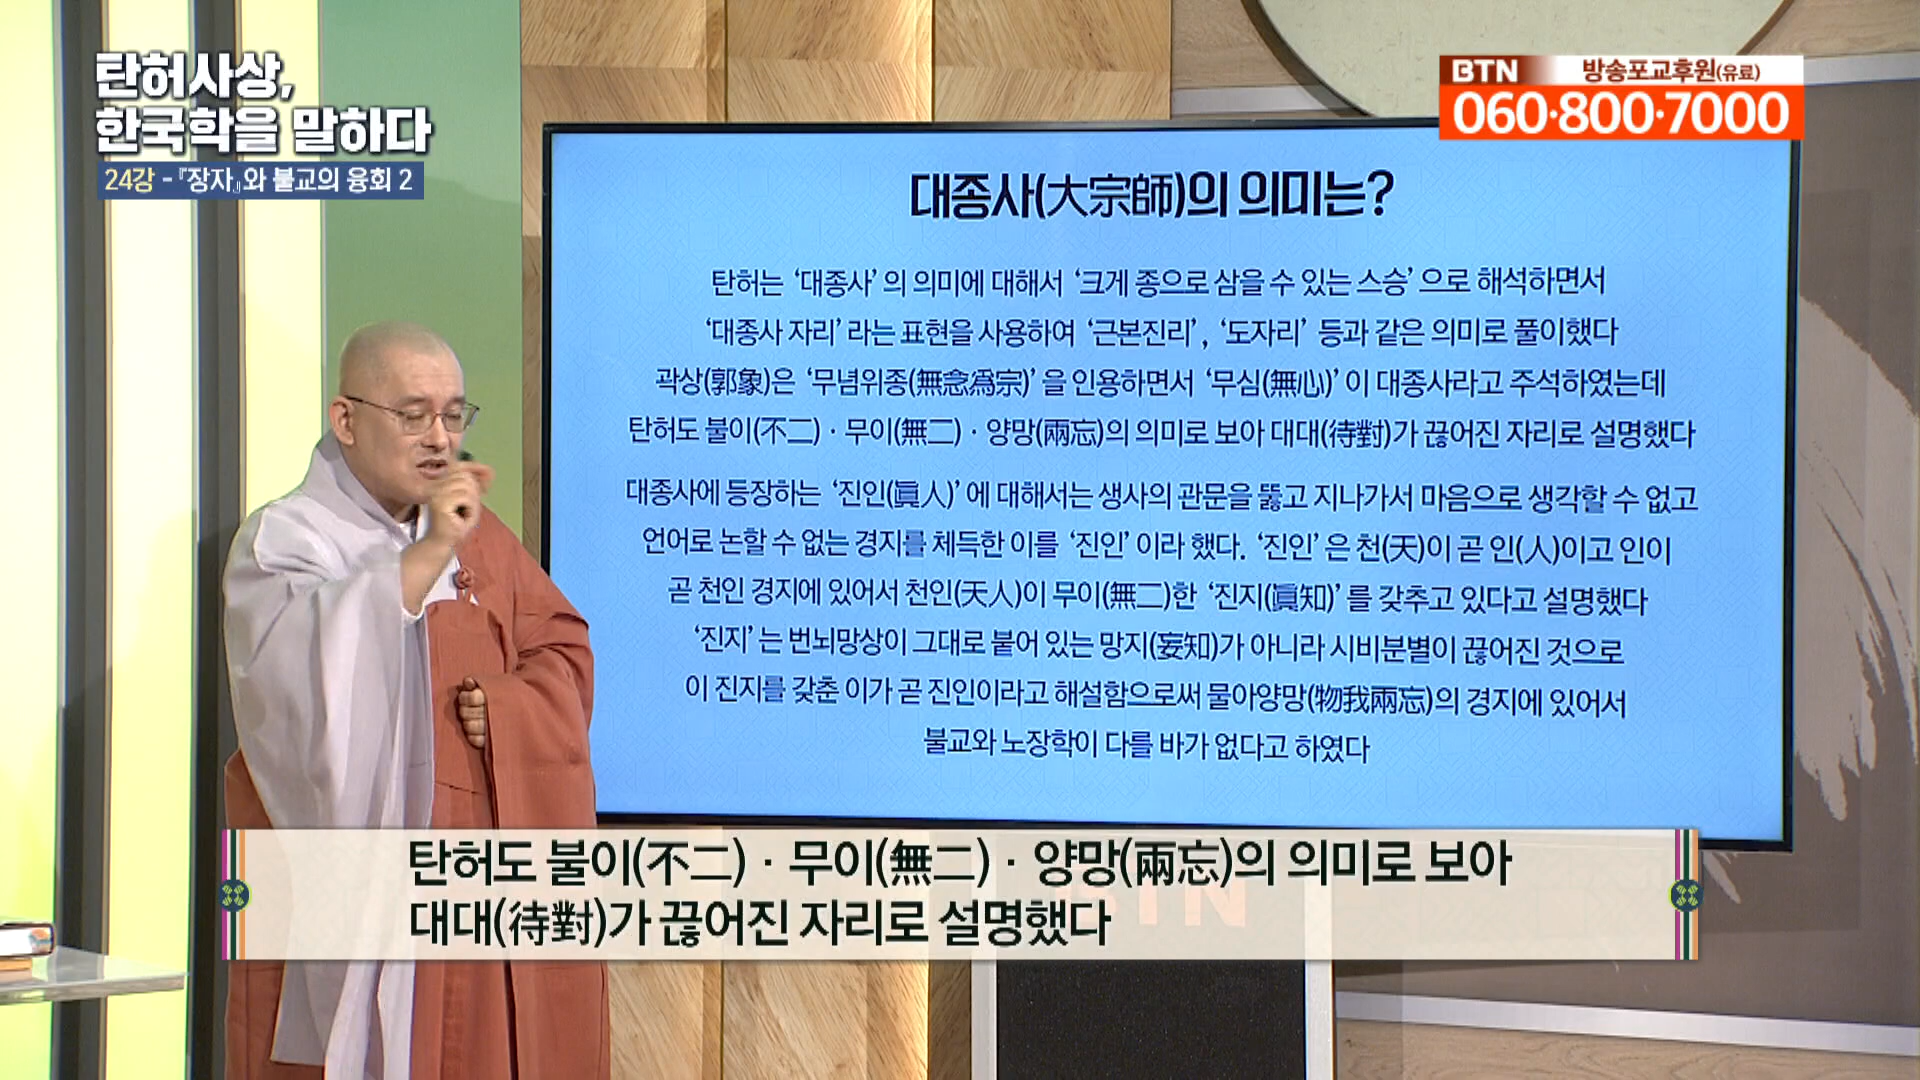 탄허사상,
한국학을 말하다
24강 - 『장자』와 불교의 융회 2
BTN 방송포교후원(유료)
060·800·7000
대종사(大宗師)의 의미는?
탄허는 ‘대종사’의 의미에 대해서 ‘크게 종으로 삼을 수 있는 스승’으로 해석하면서
‘대종사 자리’라는 표현을 사용하여 ‘근본진리’, ‘도자리’ 등과 같은 의미로 풀이했다
곽상(郭象)은 ‘무념위종(無念爲宗)’을 인용하면서 ‘무심(無心)’이 대종사라고 주석하였는데
탄허도 불이(不二)·무이(無二)·양망(兩忘)의 의미로 보아 대대(待對)가 끊어진 자리로 설명했다
대종사에 등장하는 ‘진인(眞人)’에 대해서는 생사의 관문을 뚫고 지나가서 마음으로 생각할 수 없고
언어로 논할 수 없는 경지를 체득한 이를 ‘진인’이라 했다. ‘진인’은 천(天)이 곧 인(人)이고 인이
곧 천인 경지에 있어서 천인(天人)이 무이(無二)한 ‘진지(眞知)’를 갖추고 있다고 설명했다
‘진지’는 번뇌망상이 그대로 붙어 있는 망지(妄知)가 아니라 시비분별이 끊어진 것으로
이 진지를 갖춘 이가 곧 진인이라고 해설함으로써 물아양망(物我兩忘)의 경지에 있어서
불교와 노장학이 다를 바가 없다고 하였다
탄허도 불이(不二)·무이(無二)·양망(兩忘)의 의미로 보아
대대(待對)가 끊어진 자리로 설명했다
BTN